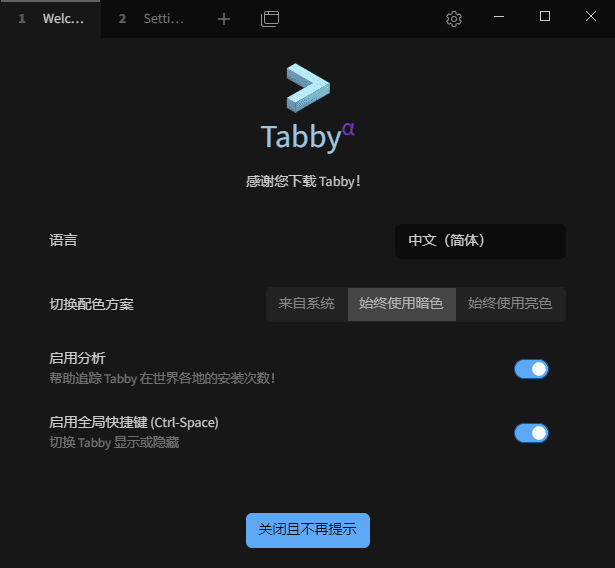 1 Welc... 2 Setti...
Tabbyα
感谢您下载 Tabby！
语言 中文（简体）
切换配色方案 来自系统 始终使用暗色 始终使用亮色
启用分析
帮助追踪 Tabby 在世界各地的安装次数！
启用全局快捷键 (Ctrl-Space)
切换 Tabby 显示或隐藏
关闭且不再提示